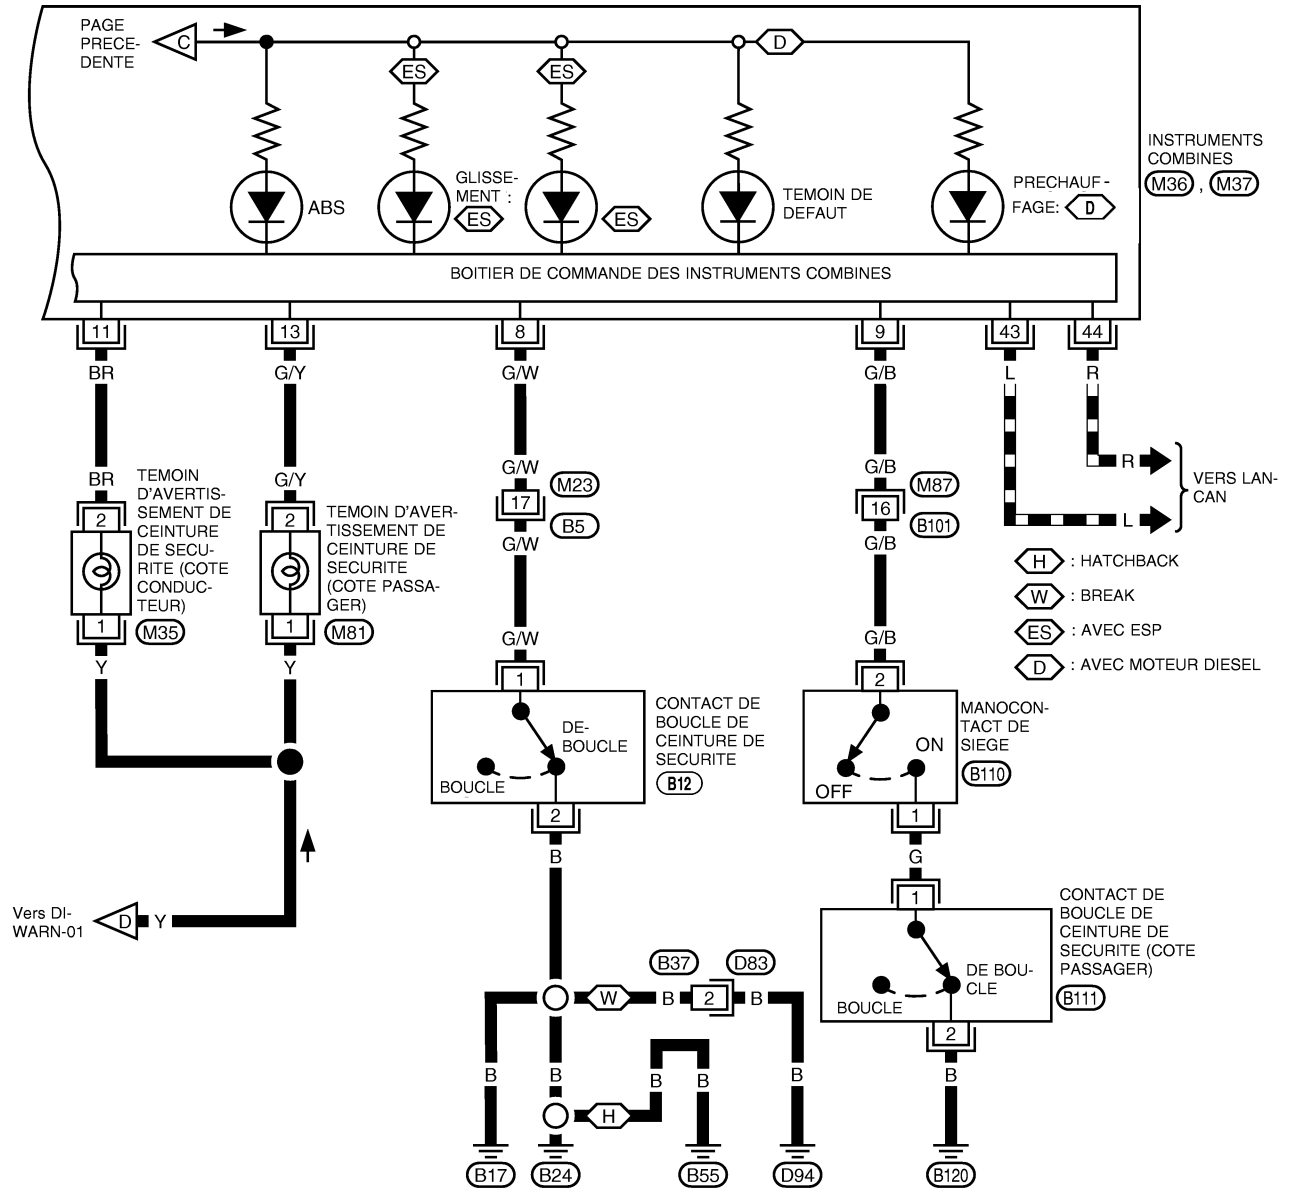 PAGE
PRECE-
DENTE
C
D
ES
ES
ABS
GLISSE-
MENT :
ES
ES
TEMOIN DE
DEFAUT
PRECHAUF-
FAGE: D
INSTRUMENTS
COMBINES
M36 , M37
BOITIER DE COMMANDE DES INSTRUMENTS COMBINES
11
13
8
9
43
44
BR
G/Y
G/W
G/B
L
R
BR
G/Y
G/W
G/B
R
L
VERS LAN-
CAN
2
TEMOIN
D'AVERTIS-
SEMENT DE
CEINTURE
DE SECU-
RITE (COTE
CONDUC-
TEUR)
1
M35
2
TEMOIN D'AVER-
TISSEMENT DE
CEINTURE DE
SECURITE
(COTE PASSA-
GER)
1
M81
17
M23
B5
G/W
16
M87
B101
G/B
H : HATCHBACK
W : BREAK
ES : AVEC ESP
D : AVEC MOTEUR DIESEL
Y
Y
G/W
G/B
1
DE-
BOUCLE
BOUCLE
CONTACT DE
BOUCLE DE
CEINTURE DE
SECURITE
B12
2
2
ON
OFF
MANOCON-
TACT DE
SIEGE
B110
1
B
G
Vers DI-
WARN-01
D
Y
1
DE BOU-
CLE
BOUCLE
CONTACT DE
BOUCLE DE
CEINTURE DE
SECURITE (COTE
PASSAGER)
B111
2
B37
D83
W
B
2
B
B
B
B
B
B
B
H
B17
B24
B55
D94
B120